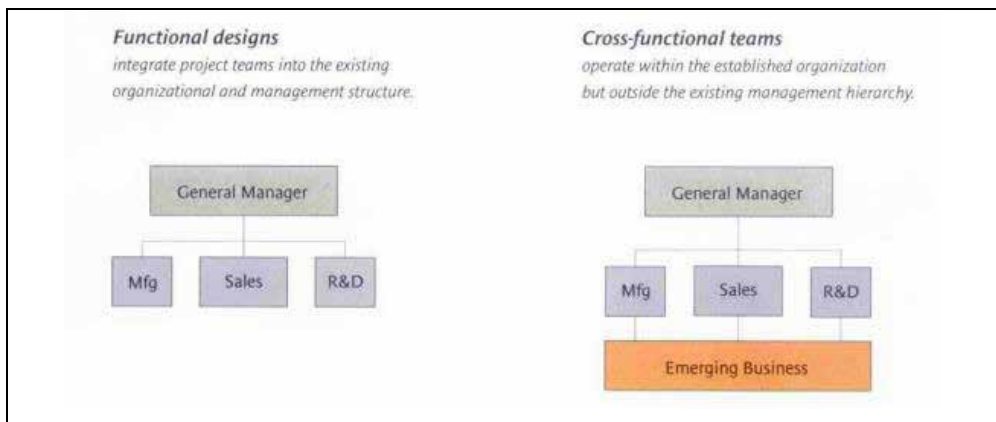 Functional designs
integrate project teams into the existing
organizational and management structure.
General Manager
Mfg
Sales
R&D
Cross-functional teams
operate within the established organization
but outside the existing management hierarchy.
General Manager
Mfg
Sales
R&D
Emerging Business